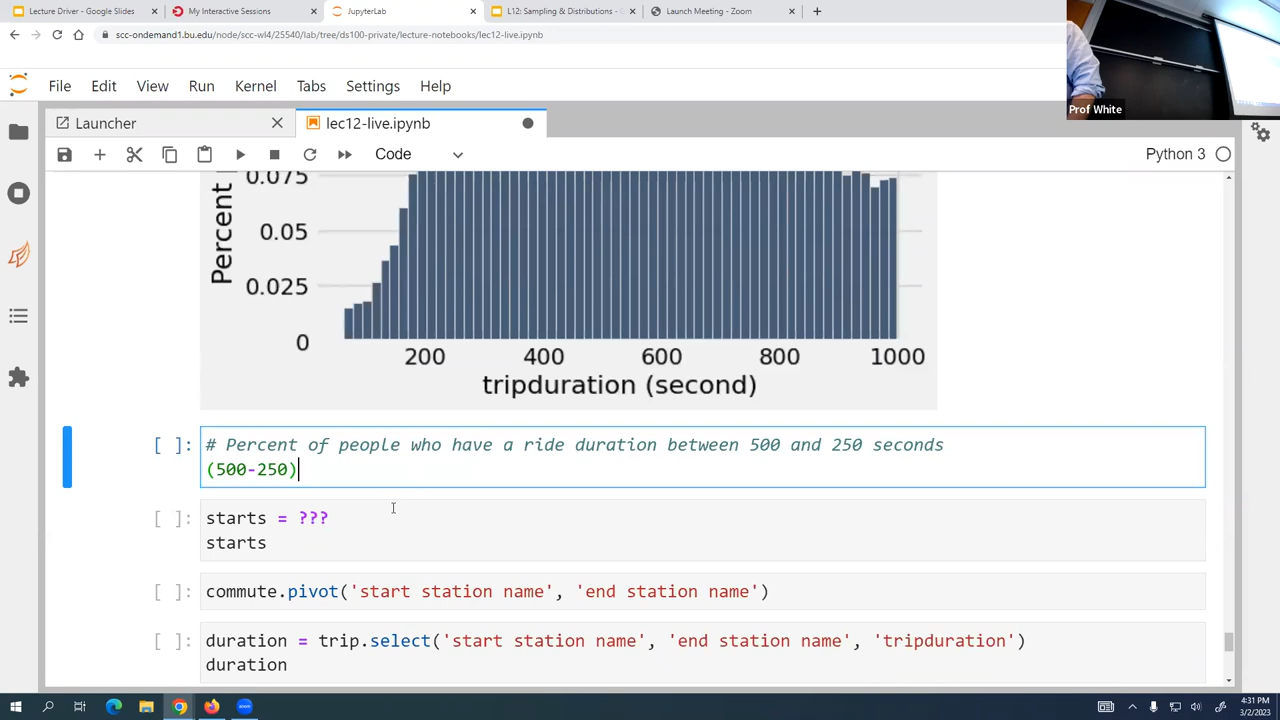 Lecture Driver - Google Slides
My Interactive Sessions
JupyterLab
L12: Sampling & Distributions -
Launch Meeting - Zoom
scc-ondemand1.bu.edu/node/scc-wl4/25540/lab/tree/ds100-private/lecture-notebooks/lec12-live.ipynb
Prof White
File Edit View Run Kernel Tabs Settings Help
Launcher
lec12-live.ipynb
Code
Python 3
Percent
0.075
0.05
0.025
0
200 400 600 800 1000
tripduration (second)
[ ]: # Percent of people who have a ride duration between 500 and 250 seconds
(500-250)
[ ]: starts = ???
starts
[ ]: commute.pivot('start station name', 'end station name')
[ ]: duration = trip.select('start station name', 'end station name', 'tripduration')
duration
4:31 PM
3/2/2023